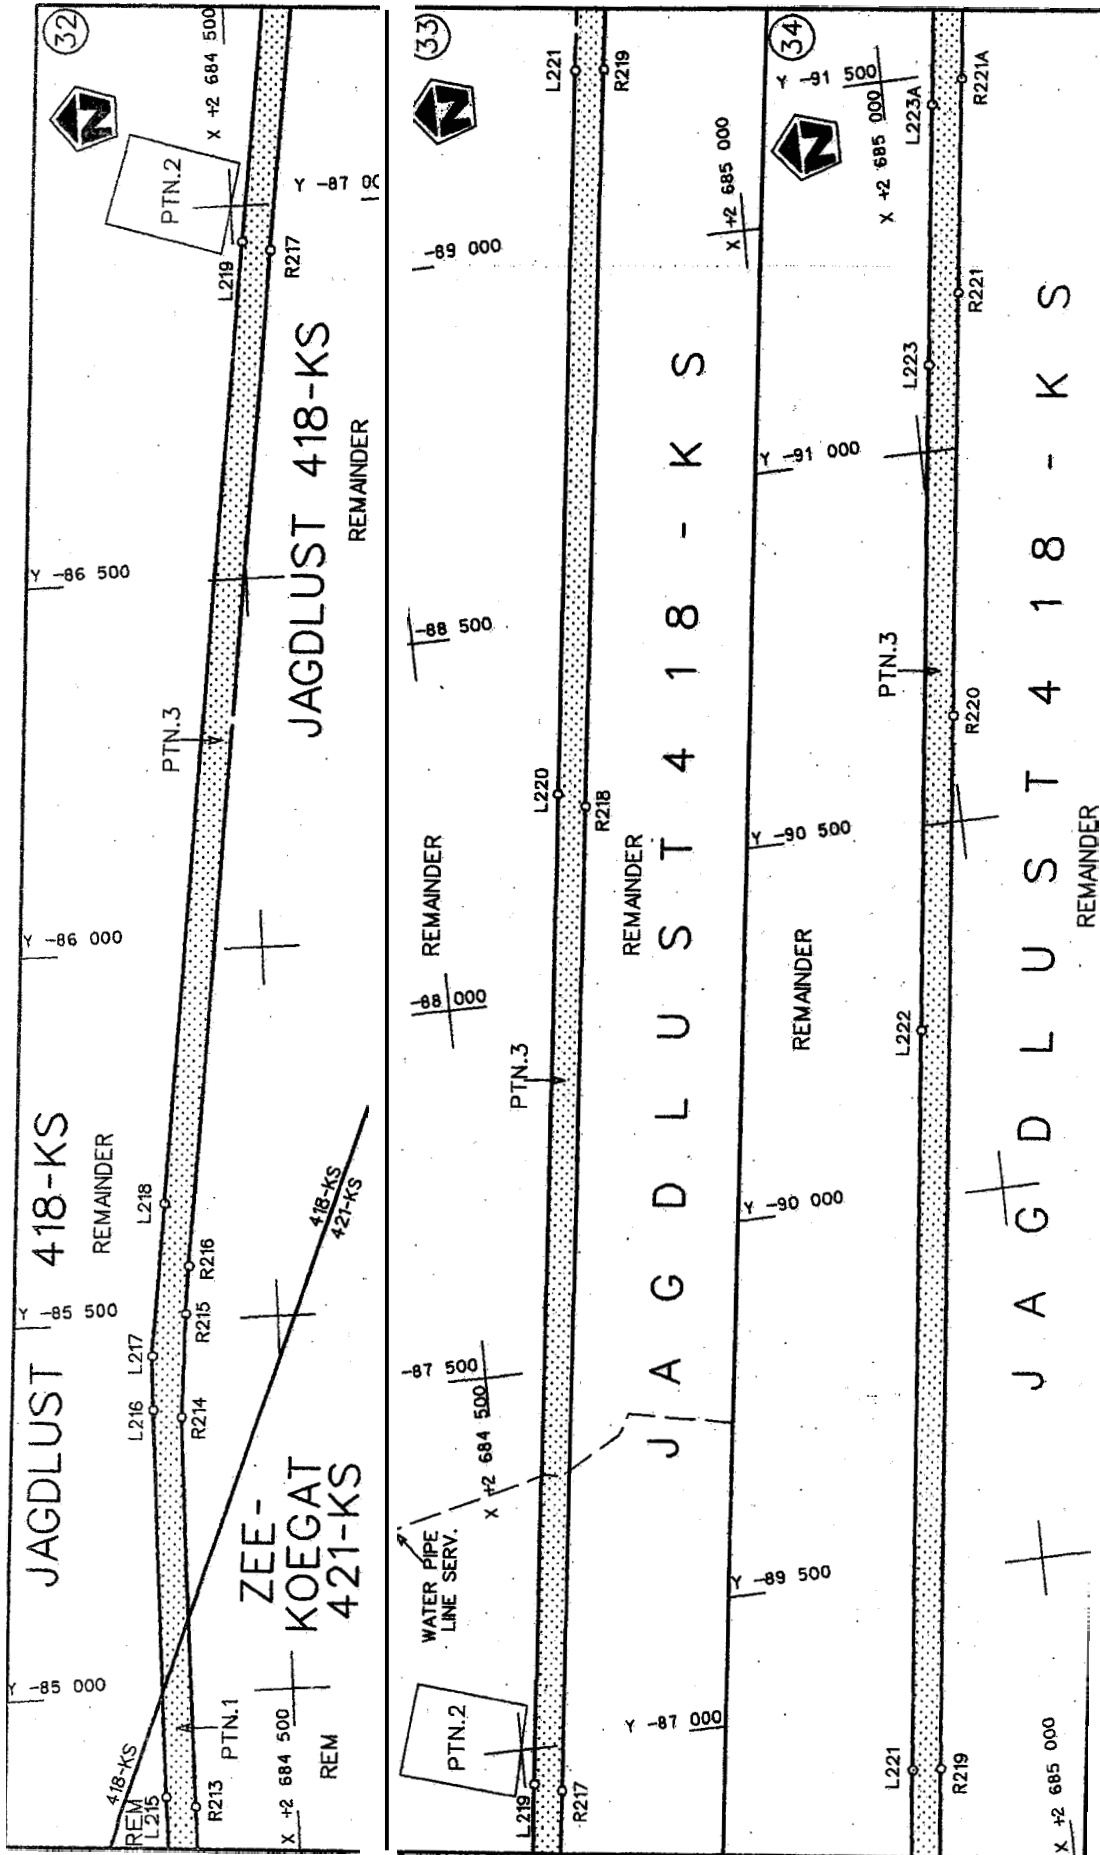 32
X +2 684 500
N
PTN.2
Y -87 00
L219
R217
JAGDLUST 418-KS
REMAINDER
Y -86 500
PTN.3
Y -86 000
JAGDLUST 418-KS
REMAINDER
L218
418-KS
421-KS
R216
Y -85 500
R215
L217
L216
R214
JAGDLUST
ZEE-
KOEGAT
421-KS
Y -85 000
PTN.1
X +2 684 500
REM
418-KS
REM
L215
R213
33
N
L221
R219
X +2 685 000
-89 000
-88 500
L220
R218
REMAINDER
REMAINDER
-88 000
PTN.3
JAGDLUST 418-KS
-87 500
X +2 684 500
WATER PIPE
LINE SERV.
PTN.2
Y -87 000
L219
R217
34
N
Y -91 500
X +2 685 000
L223A
R221A
R221
L223
Y -91 000
PTN.3
R220
Y -90 500
REMAINDER
REMAINDER
L222
JAGDLUST 418-KS
Y -90 000
Y -89 500
L221
R219
X +2 685 000